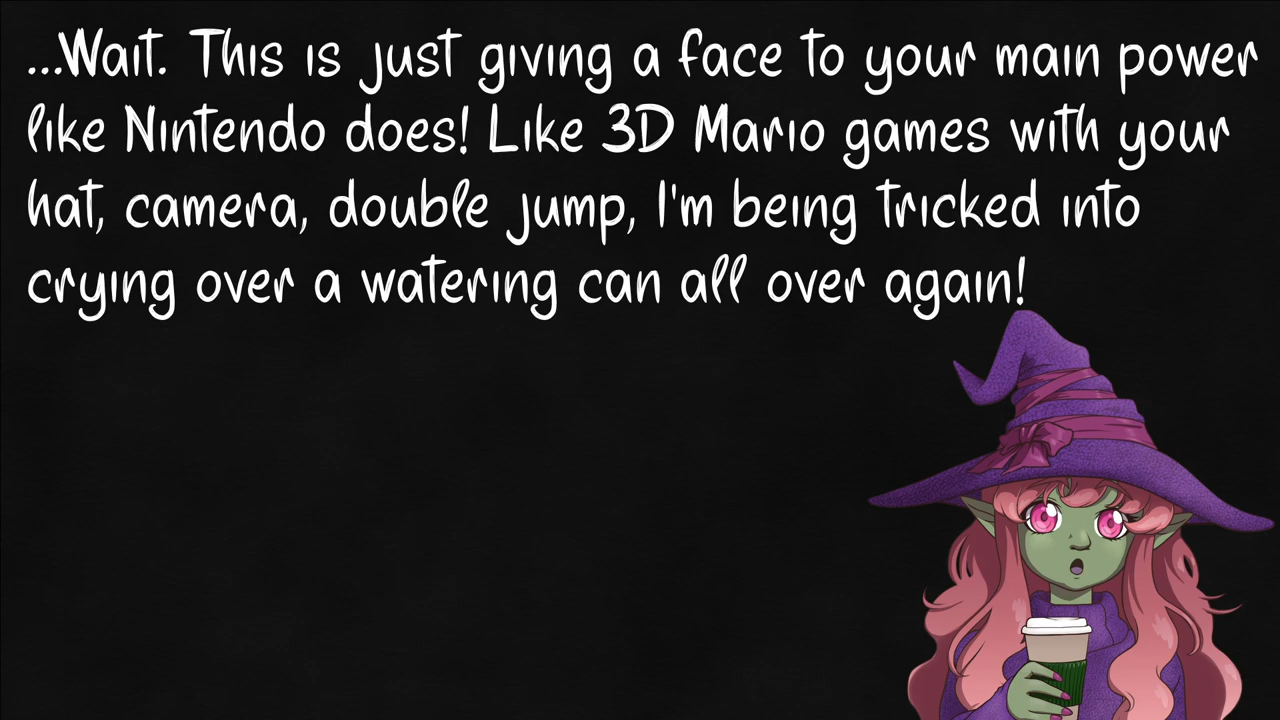 ...Wait. This is just giving a face to your main power
like Nintendo does! Like 3D Mario games with your
hat, camera, double jump, I'm being tricked into
crying over a watering can all over again!